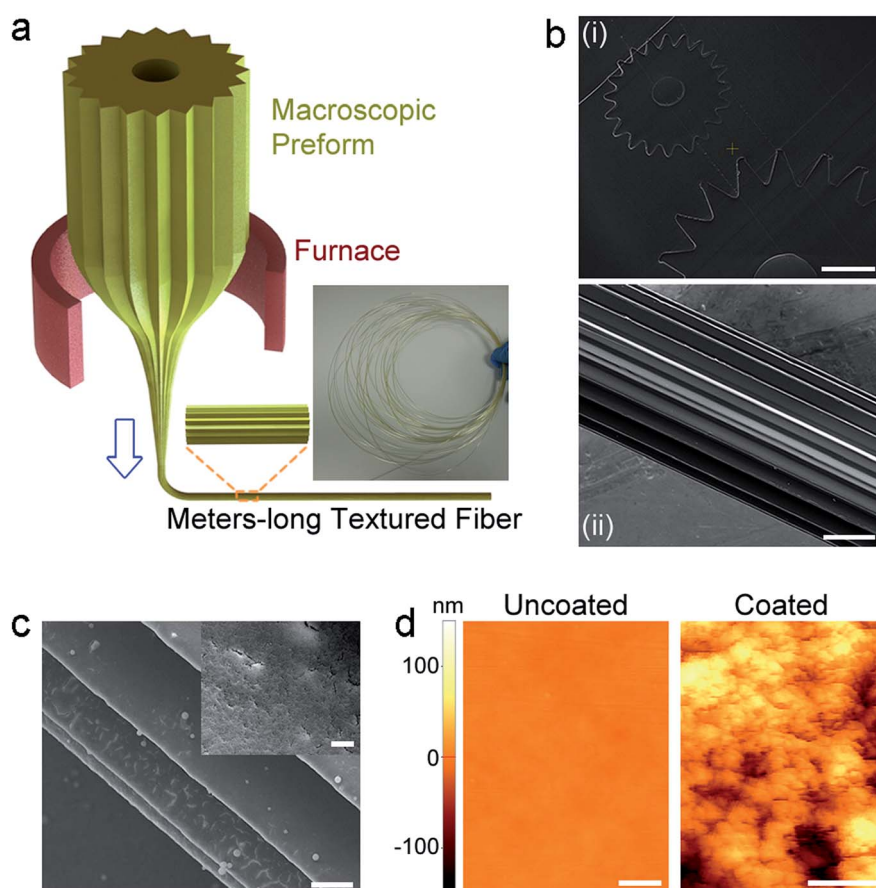 a
Macroscopic
Preform
Furnace
Meters-long Textured Fiber
b
(i)
(ii)
c
d
nm
Uncoated
Coated
100
0
-100